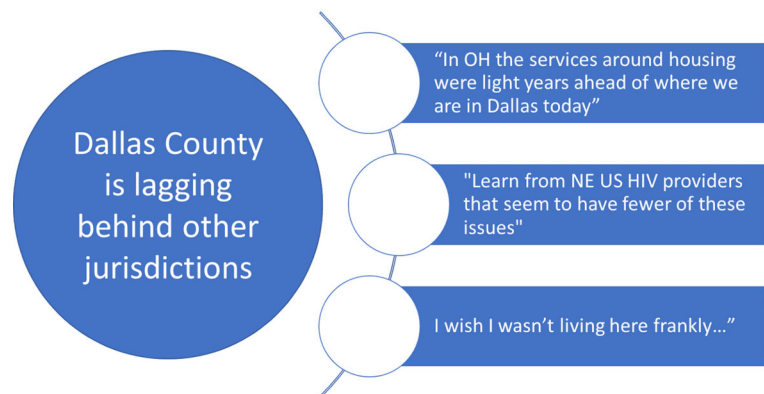 Dallas County
is lagging
behind other
jurisdictions
“In OH the services around housing
were light years ahead of where we
are in Dallas today”
"Learn from NE US HIV providers
that seem to have fewer of these
issues"
I wish I wasn’t living here frankly…”